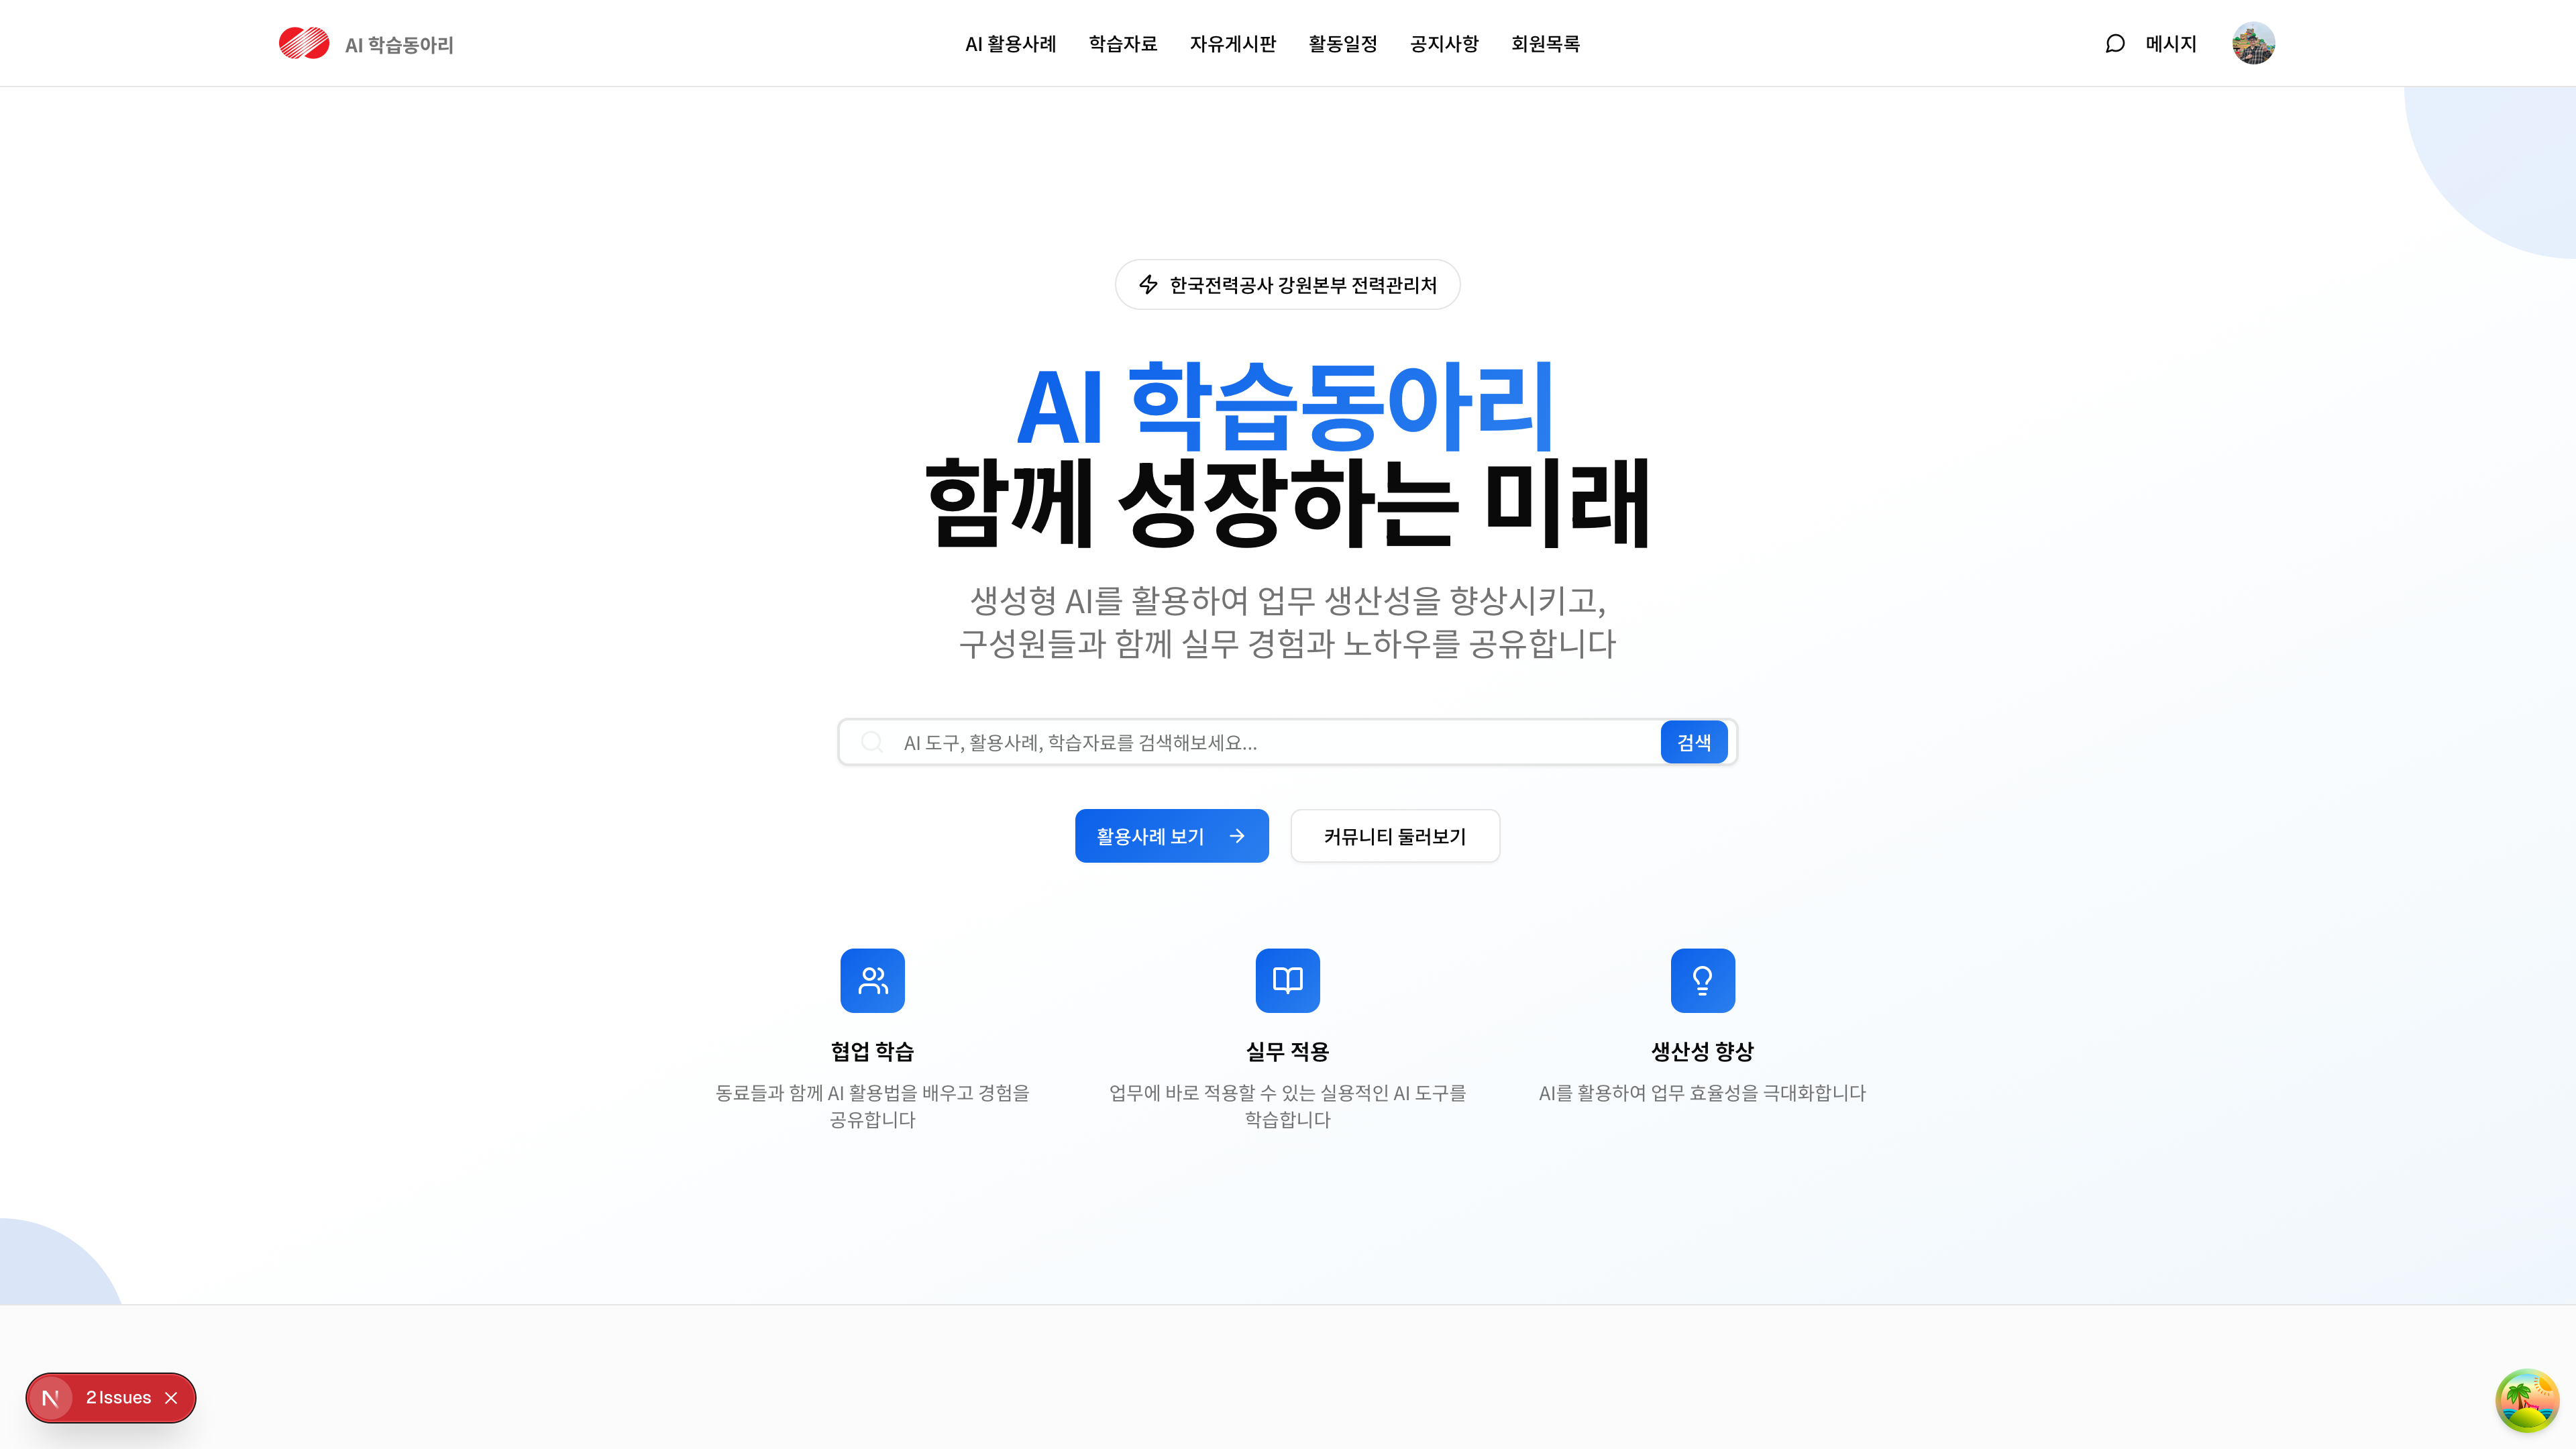 AI 학습동아리
AI 활용사례 학습자료 자유게시판 활동일정 공지사항 회원목록
메시지
한국전력공사 강원본부 전력관리처
AI 학습동아리
함께 성장하는 미래
생성형 AI를 활용하여 업무 생산성을 향상시키고,
구성원들과 함께 실무 경험과 노하우를 공유합니다
AI 도구, 활용사례, 학습자료를 검색해보세요...
검색
활용사례 보기
커뮤니티 둘러보기
협업 학습
동료들과 함께 AI 활용법을 배우고 경험을
공유합니다
실무 적용
업무에 바로 적용할 수 있는 실용적인 AI 도구를
학습합니다
생산성 향상
AI를 활용하여 업무 효율성을 극대화합니다
N 2 Issues